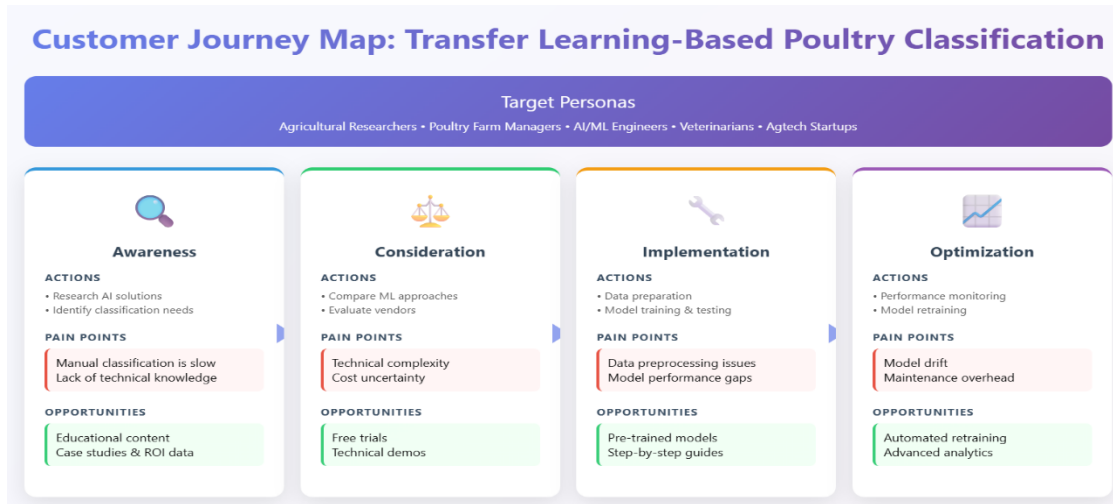 Customer Journey Map: Transfer Learning-Based Poultry Classification
Target Personas
Agricultural Researchers • Poultry Farm Managers • AI/ML Engineers • Veterinarians • Agtech Startups
Awareness
ACTIONS
• Research AI solutions
• Identify classification needs
PAIN POINTS
Manual classification is slow
Lack of technical knowledge
OPPORTUNITIES
Educational content
Case studies & ROI data
Consideration
ACTIONS
• Compare ML approaches
• Evaluate vendors
PAIN POINTS
Technical complexity
Cost uncertainty
OPPORTUNITIES
Free trials
Technical demos
Implementation
ACTIONS
• Data preparation
• Model training & testing
PAIN POINTS
Data preprocessing issues
Model performance gaps
OPPORTUNITIES
Pre-trained models
Step-by-step guides
Optimization
ACTIONS
• Performance monitoring
• Model retraining
PAIN POINTS
Model drift
Maintenance overhead
OPPORTUNITIES
Automated retraining
Advanced analytics